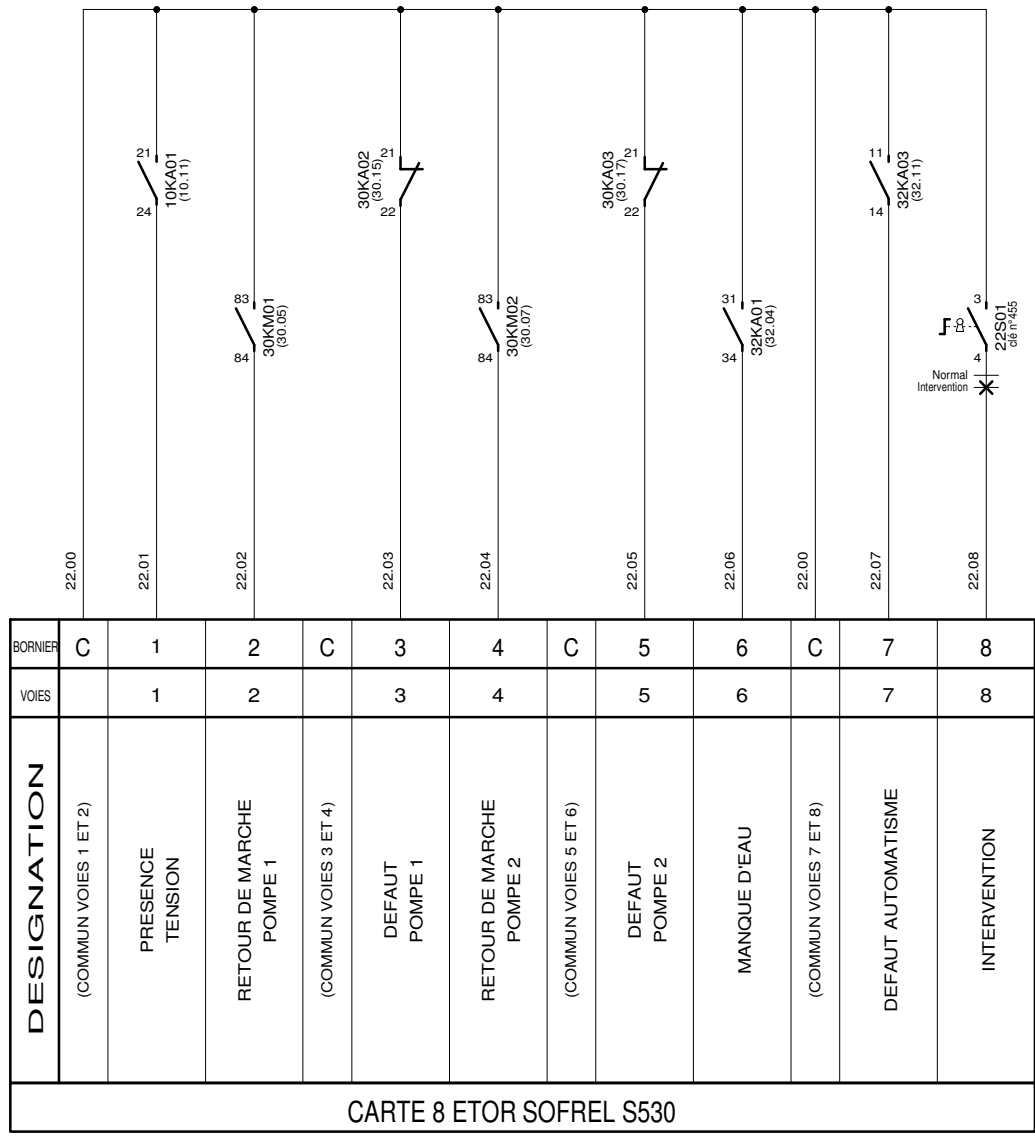 21
10KA01
(10.11)
24
21
30KA02
(30.15)
22
21
30KA03
(30.17)
22
11
32KA03
(32.11)
14
83
30KM01
(30.05)
84
83
30KM02
(30.07)
84
31
32KA01
(32.04)
34
3
22S01
clé n°455
4
Normal
Intervention
22.00
22.01
22.02
22.03
22.04
22.05
22.06
22.00
22.07
22.08
BORNIER C 1 2 C 3 4 C 5 6 C 7 8
VOIES 1 2 3 4 5 6 7 8
DESIGNATION
(COMMUN VOIES 1 ET 2)
PRESENCE
TENSION
RETOUR DE MARCHE
POMPE 1
(COMMUN VOIES 3 ET 4)
DEFAUT
POMPE 1
RETOUR DE MARCHE
POMPE 2
(COMMUN VOIES 5 ET 6)
DEFAUT
POMPE 2
MANQUE D'EAU
(COMMUN VOIES 7 ET 8)
DEFAUT AUTOMATISME
INTERVENTION
CARTE 8 ETOR SOFREL S530